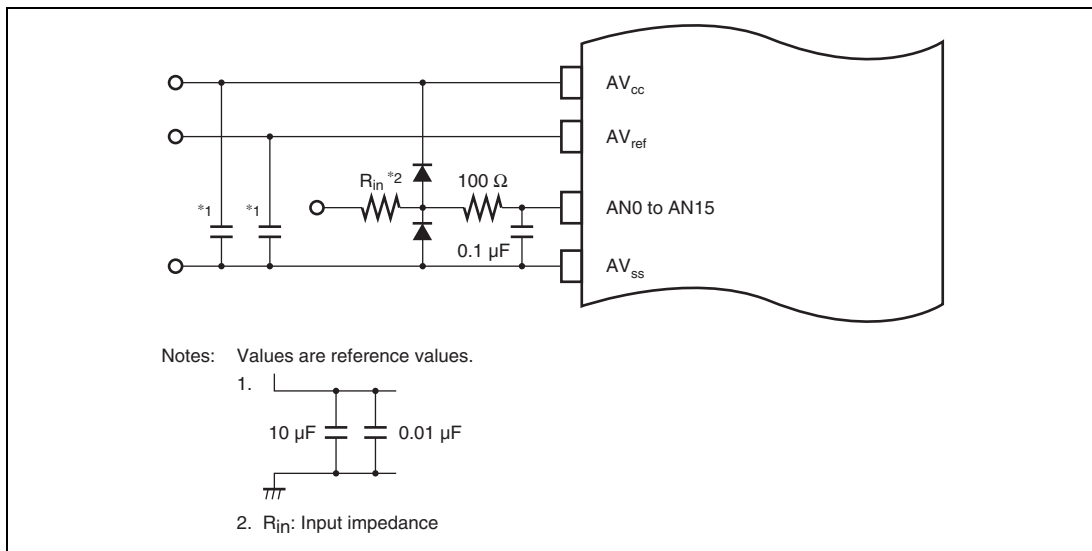 AVcc
AVref
Rin *2
100 Ω
*1
*1
AN0 to AN15
0.1 µF
AVss
Notes: Values are reference values.
1.
10 µF
0.01 µF
2. Rin: Input impedance